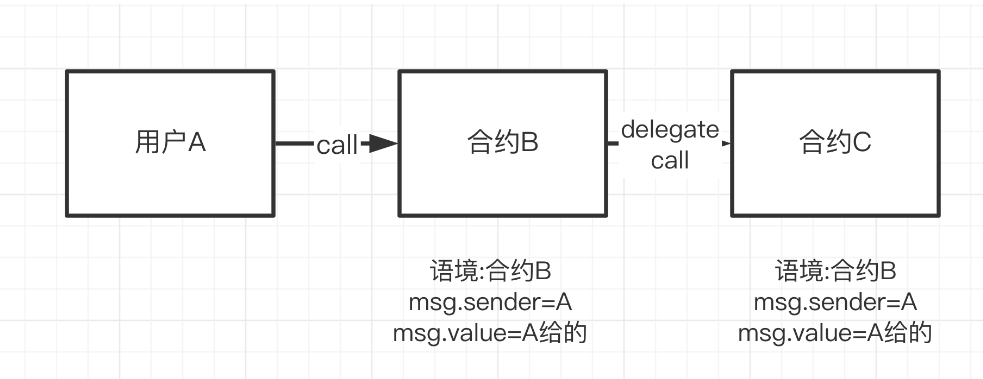 用户A
call
合约B
delegate
call
合约C
语境:合约B
msg.sender=A
msg.value=A给的
语境:合约B
msg.sender=A
msg.value=A给的